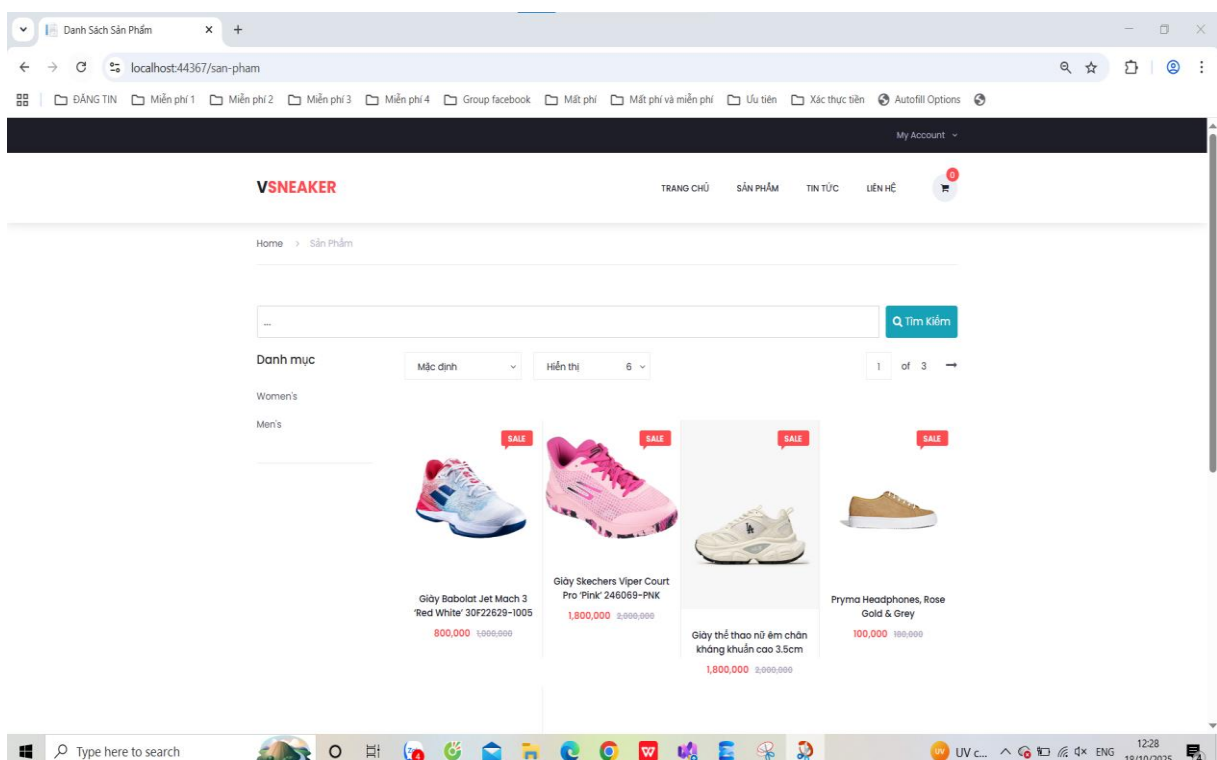 Danh Sách Sản Phẩm
localhost:44367/san-pham
ĐĂNG TIN Miễn phí 1 Miễn phí 2 Miễn phí 3 Miễn phí 4 Group facebook Mất phí Mất phí và miễn phí Ưu tiên Xác thực tiền Autofill Options
My Account
VSNEAKER TRANG CHỦ SẢN PHẨM TIN TỨC LIÊN HỆ 0
Home > Sản Phẩm
... Tìm Kiếm
Danh mục Mặc định Hiển thị 6 1 of 3
Women's
Men's
SALE SALE SALE SALE
Giày Babolat Jet Mach 3
'Red White' 30F22629-1005
800,000 1,000,000
Giày Skechers Viper Court
Pro 'Pink' 246069-PNK
1,800,000 2,000,000
Giày thể thao nữ êm chân
kháng khuẩn cao 3.5cm
1,800,000 2,000,000
Pryma Headphones, Rose
Gold & Grey
100,000 180,000
Type here to search UV UV c... ENG 12:28
18/10/2025